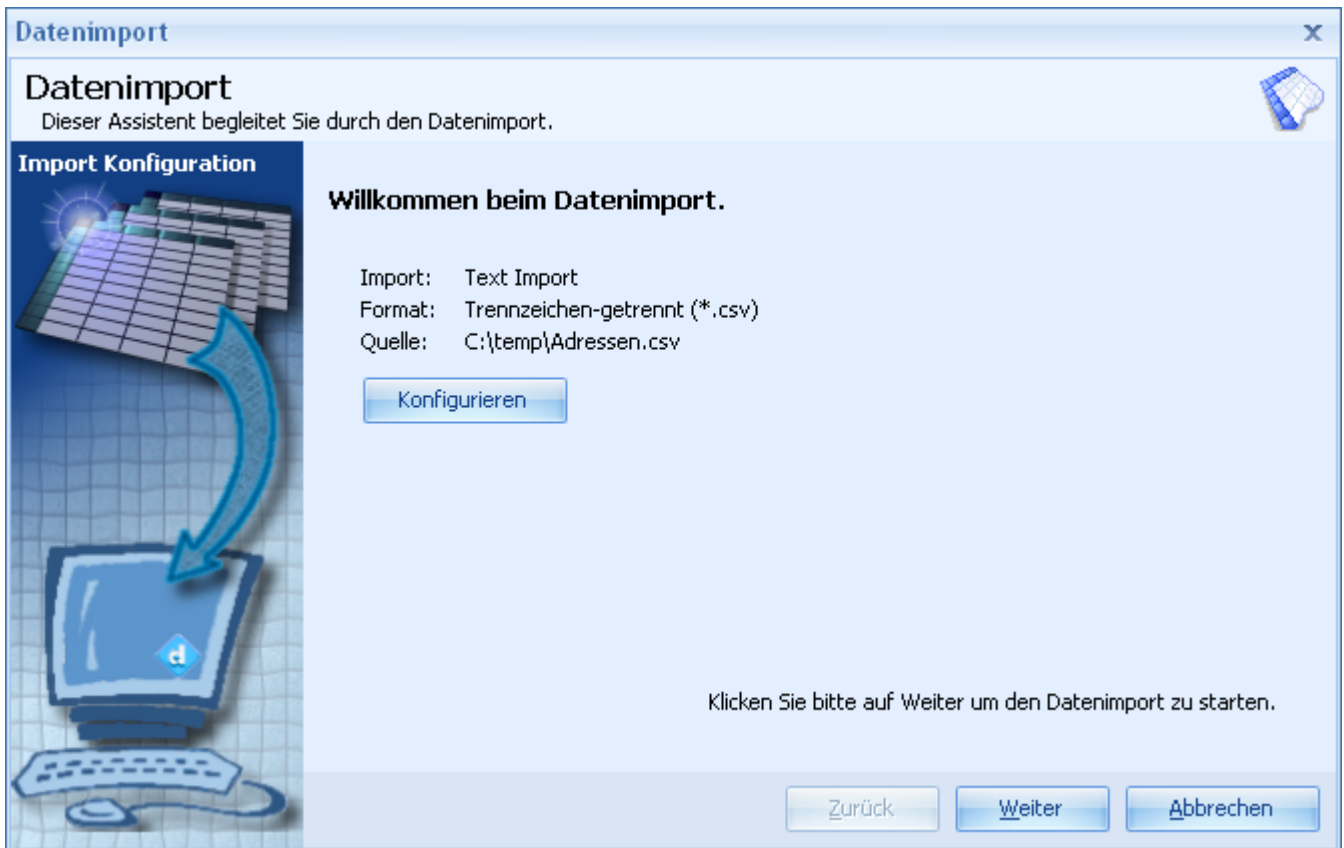 Datenimport
Datenimport
Dieser Assistent begleitet Sie durch den Datenimport.
Import Konfiguration
Willkommen beim Datenimport.
Import: Text Import
Format: Trennzeichen-getrennt (*.csv)
Quelle: C:\temp\Adressen.csv
Konfigurieren
d
Klicken Sie bitte auf Weiter um den Datenimport zu starten.
Zurück Weiter Abbrechen